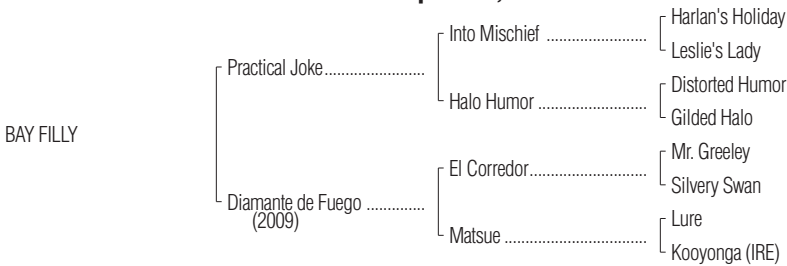 Harlan's Holiday
Into Mischief ........................
Leslie's Lady
Practical Joke........................
Distorted Humor
Halo Humor ..........................
Gilded Halo
BAY FILLY
Mr. Greeley
El Corredor............................
Silvery Swan
Diamante de Fuego ..............
(2009)
Lure
Matsue ..................................
Kooyonga (IRE)